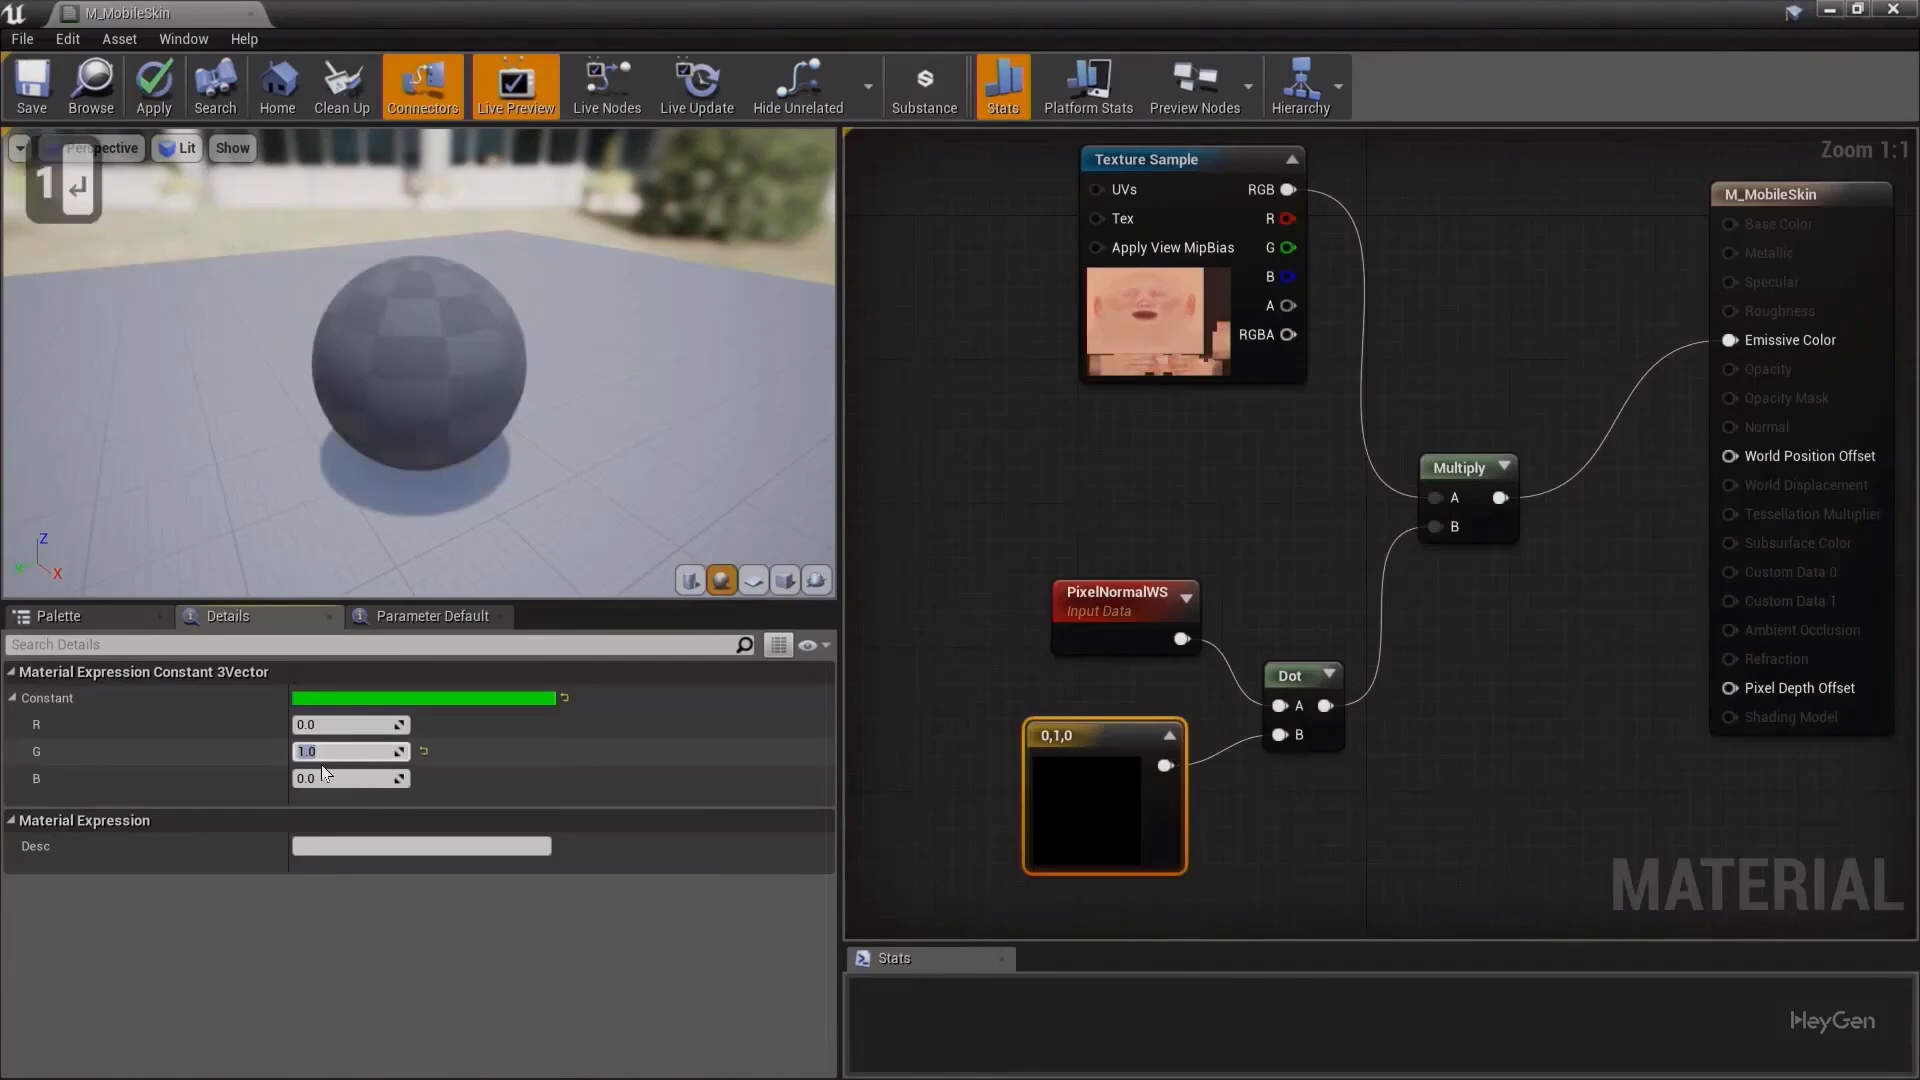 M_MobileSkin
File Edit Asset Window Help
Save Browse Apply Search Home Clean Up Connectors Live Preview Live Nodes Live Update Hide Unrelated Substance Stats Platform Stats Preview Nodes Hierarchy
Perspective Lit Show
1
Z
X
Palette Details Parameter Default
Search Details
Material Expression Constant 3Vector
Constant
R 0.0
G 1.0
B 0.0
Material Expression
Desc
Zoom 1:1
Texture Sample
UVs RGB
Tex R
Apply View MipBias G
B
A
RGBA
M_MobileSkin
Base Color
Metallic
Specular
Roughness
Emissive Color
Opacity
Opacity Mask
Normal
World Position Offset
World Displacement
Tessellation Multiplier
Subsurface Color
Custom Data 0
Custom Data 1
Ambient Occlusion
Refraction
Pixel Depth Offset
Shading Model
Multiply
A
B
PixelNormalWS
Input Data
Dot
A
B
0,1,0
MATERIAL
Stats
HeyGen